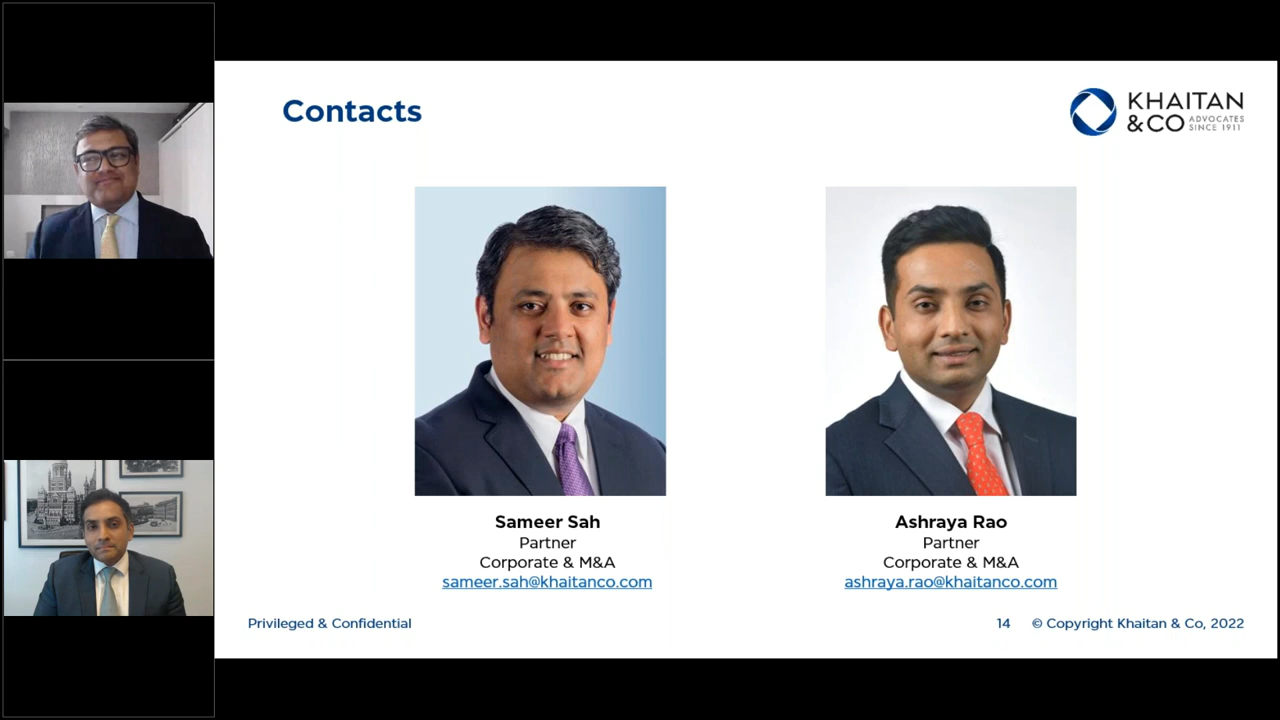 Contacts
KHAITAN
&CO ADVOCATES
SINCE 1911
Sameer Sah
Partner
Corporate & M&A
sameer.sah@khaitanco.com
Ashraya Rao
Partner
Corporate & M&A
ashraya.rao@khaitanco.com
Privileged & Confidential
14
© Copyright Khaitan & Co, 2022